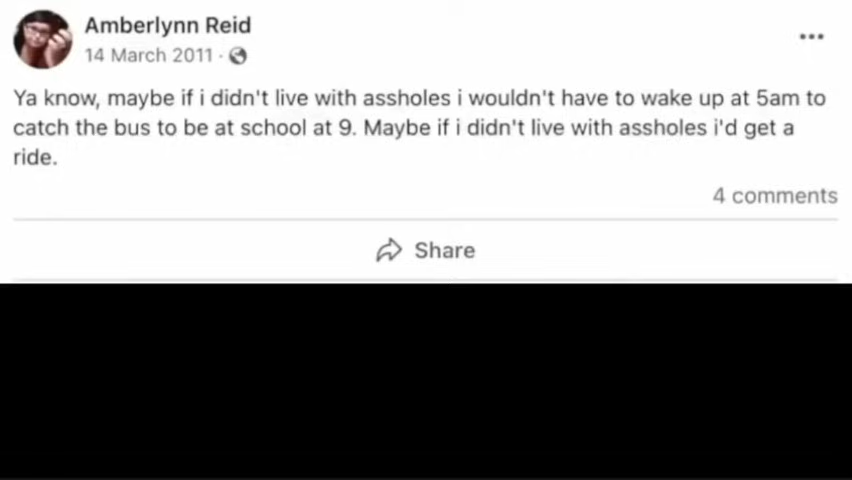 Amberlynn Reid
14 March 2011 ·
Ya know, maybe if i didn't live with assholes i wouldn't have to wake up at 5am to
catch the bus to be at school at 9. Maybe if i didn't live with assholes i'd get a
ride.
4 comments
Share